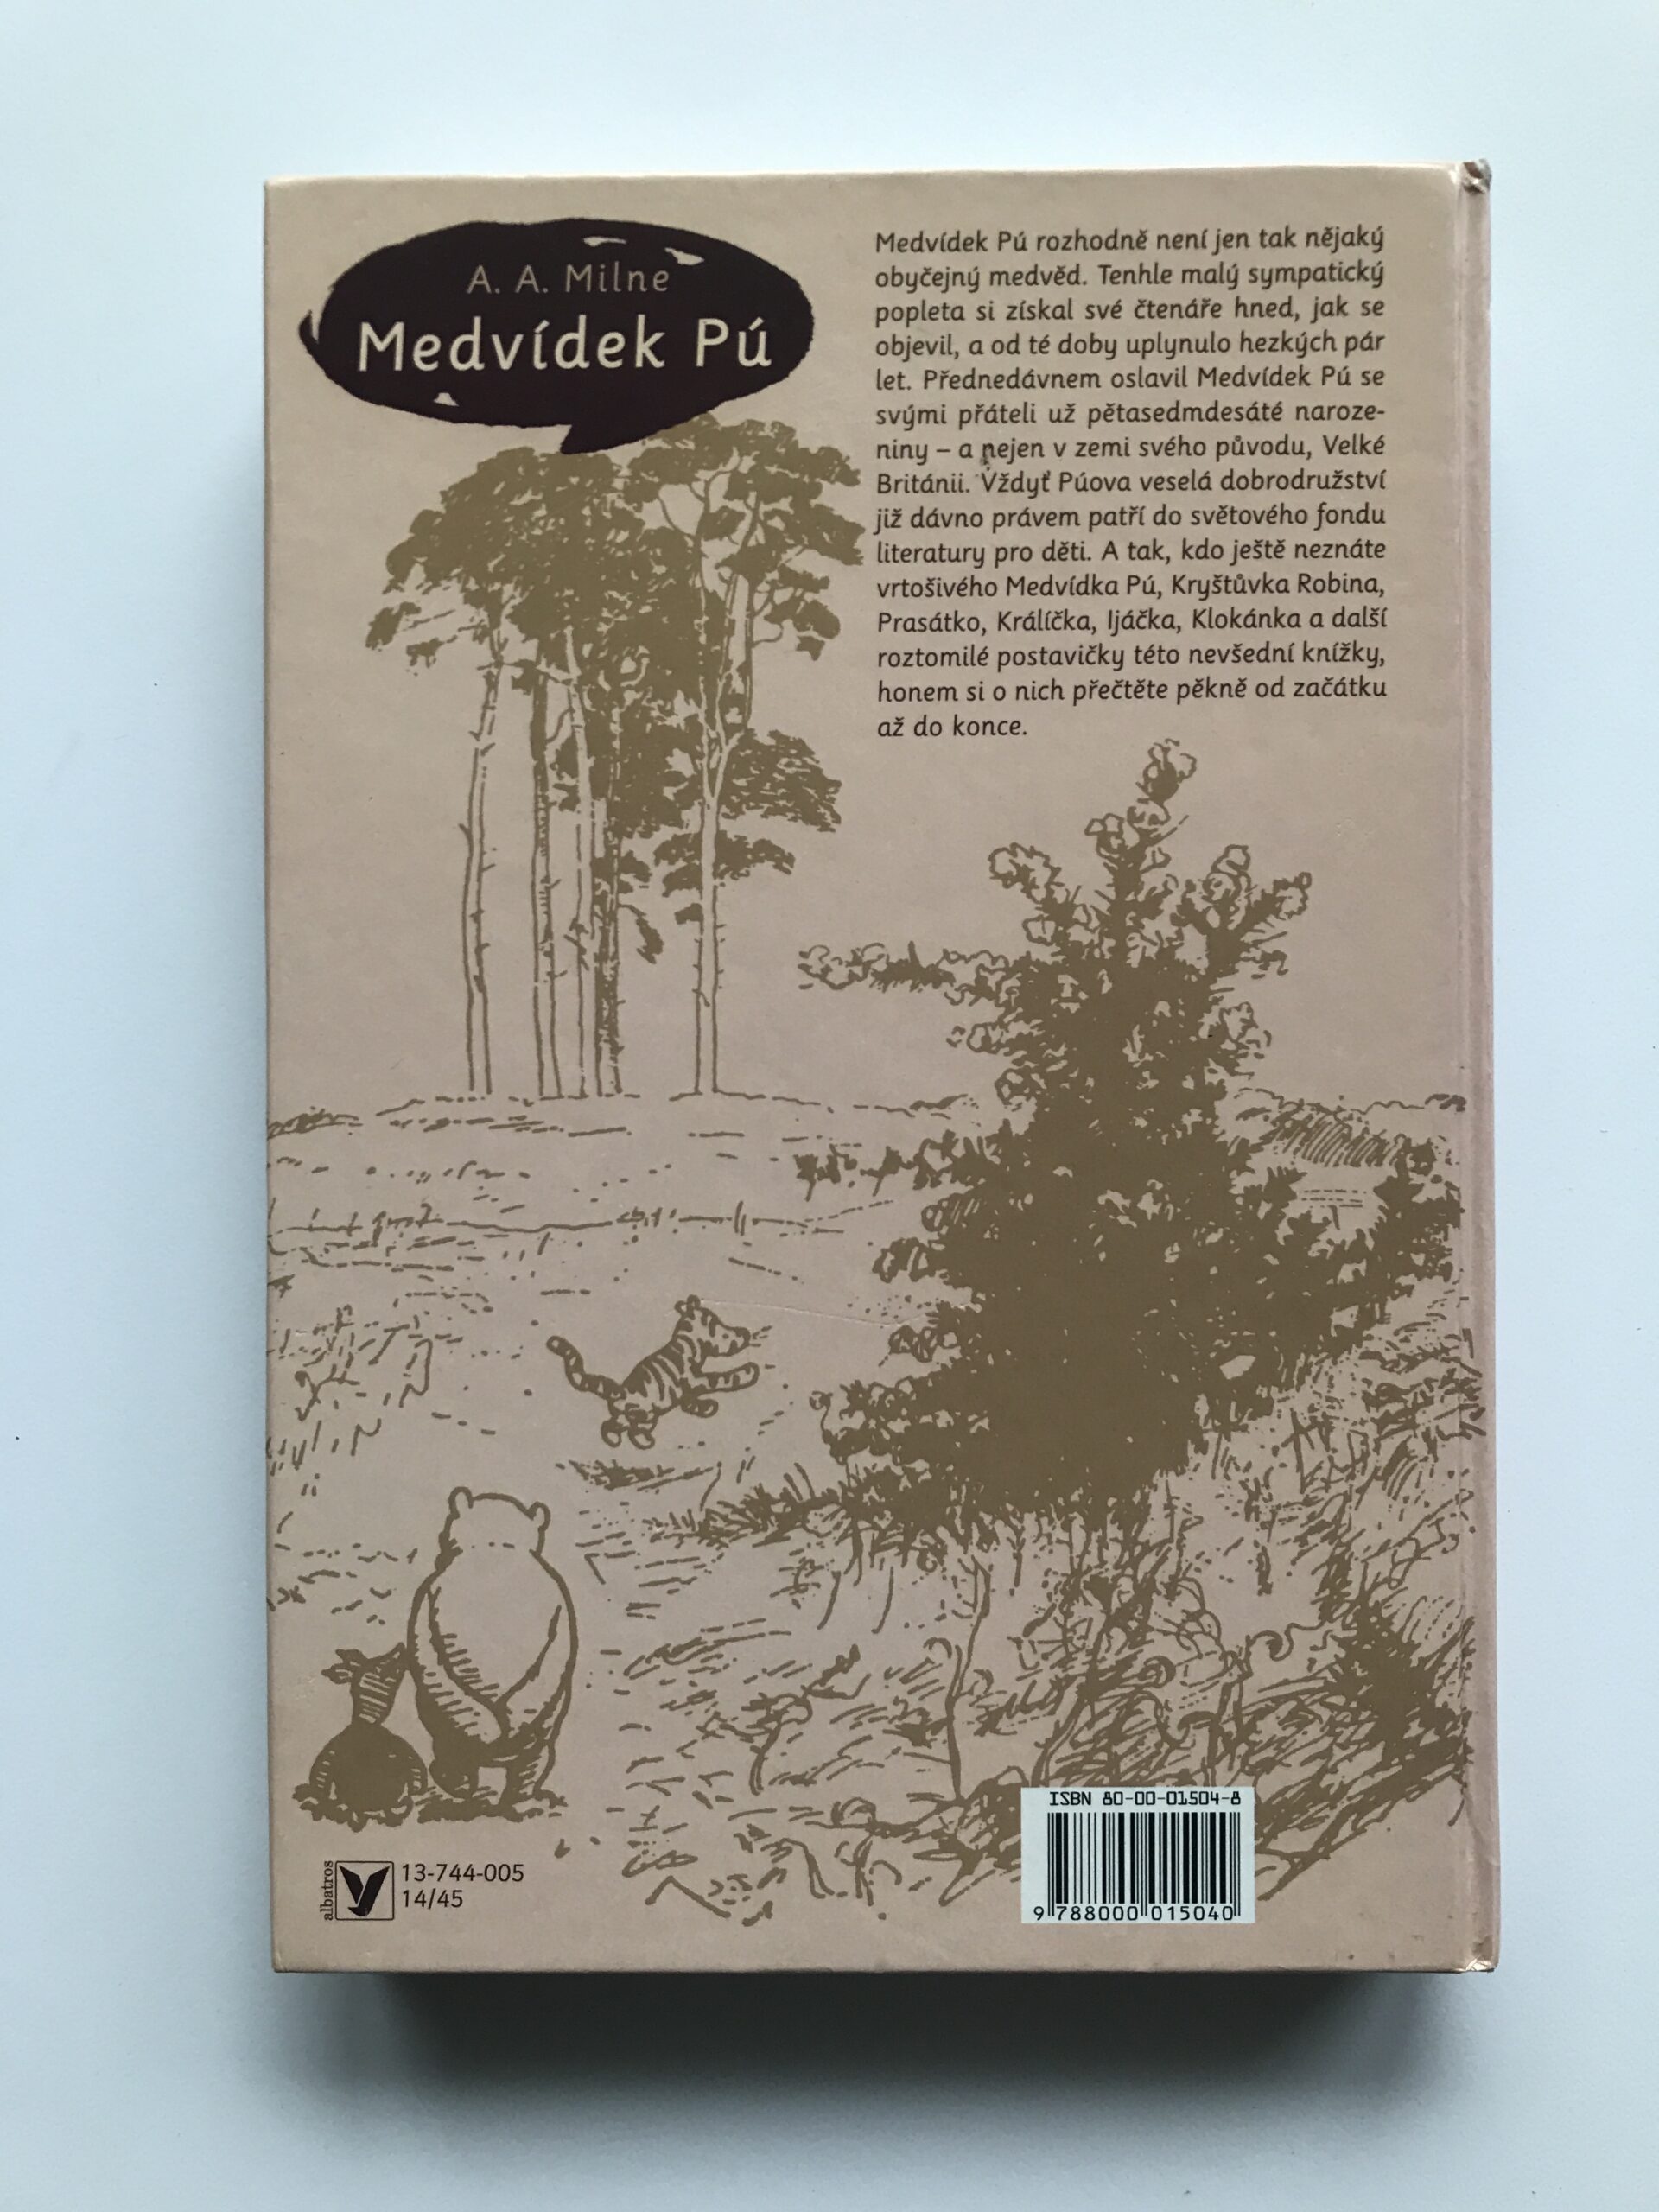 A. A. Milne
Medvídek Pú
Medvídek Pú rozhodně není jen tak nějaký
obyčejný medvěd. Tenhle malý sympatický
popleta si získal své čtenáře hned, jak se
objevil, a od té doby uplynulo hezkých pár
let. Přednedávnem oslavil Medvídek Pú se
svými přáteli už pětasedmdesáté naroze-
niny – a nejen v zemi svého původu, Velké
Británii. Vždyť Púova veselá dobrodružství
již dávno právem patří do světového fondu
literatury pro děti. A tak, kdo ještě neznáte
vrtošivého Medvídka Pú, Kryštůvka Robina,
Prasátko, Králíčka, Ijáčka, Klokánka a další
roztomilé postavičky této nevšední knížky,
honem si o nich přečtěte pěkně od začátku
až do konce.
albatros
13-744-005
14/45
ISBN 80-00-01504-8
9 788000 015040